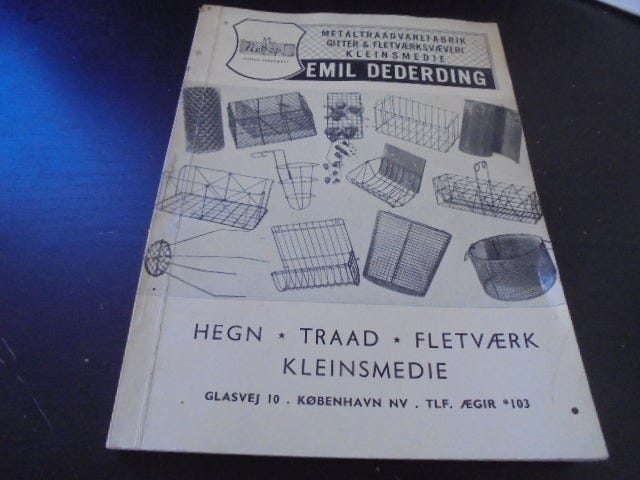 METALTRAADVAREFABRIK
GITTER & FLETVÆRKSVÆVERI
KLEINSMEDIE
EMIL DEDERDING
HEGN ★ TRAAD ★ FLETVÆRK
KLEINSMEDIE
GLASVEJ 10 . KØBENHAVN NV . TLF. ÆGIR *103